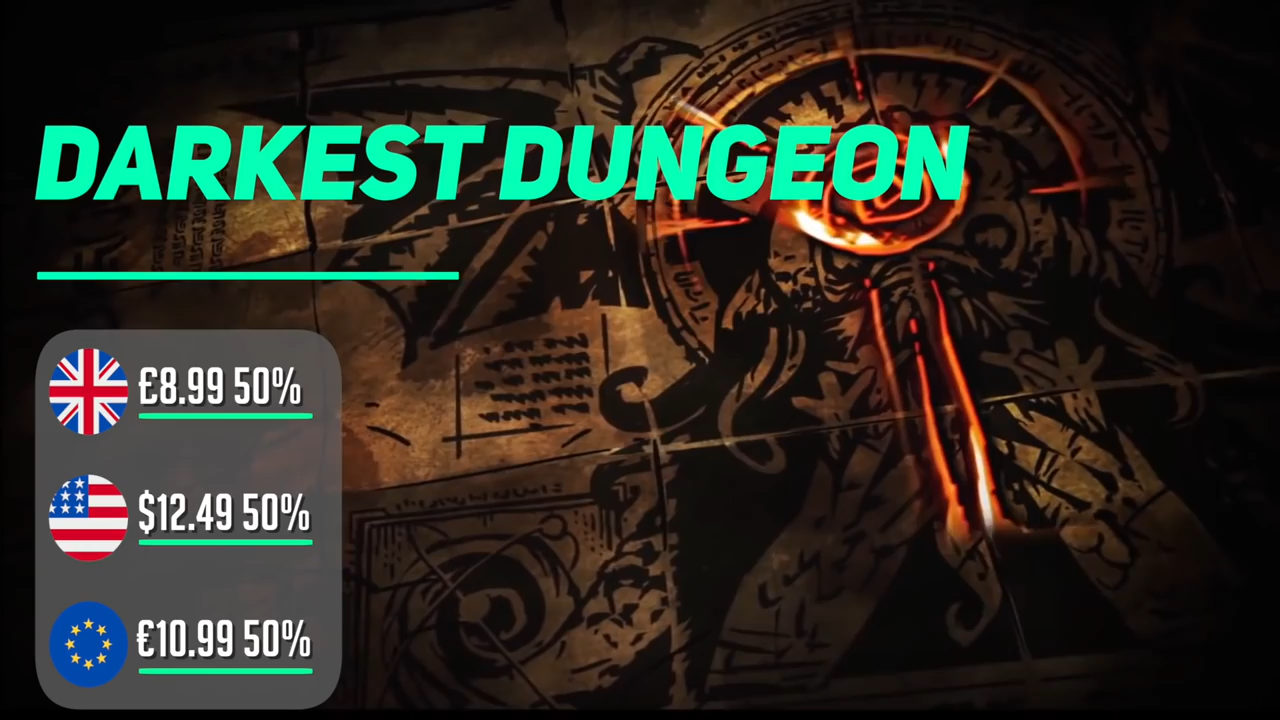 DARKEST DUNGEON
£8.99 50%
$12.49 50%
€10.99 50%